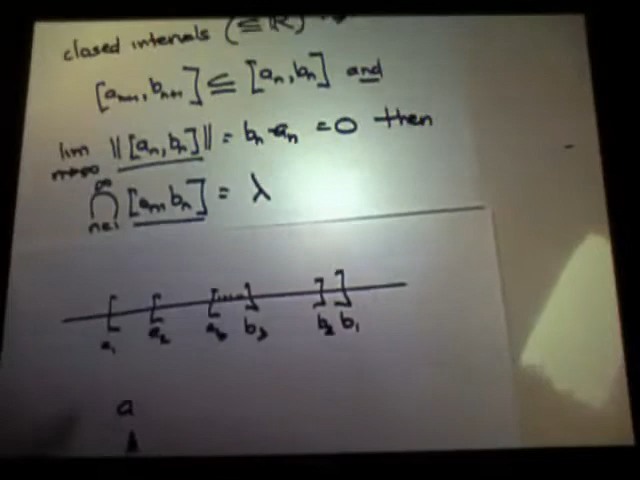 closed intervals (⊆ ℝ)
[aₙ₊₁, bₙ₊₁] ⊆ [aₙ, bₙ] and
lim n→∞ ‖[aₙ, bₙ]‖ = bₙ - aₙ = 0 then
∞ ⋂ n=1 [aₙ, bₙ] = λ
a₁ a₂ a₃ b₃ b₂ b₁
a